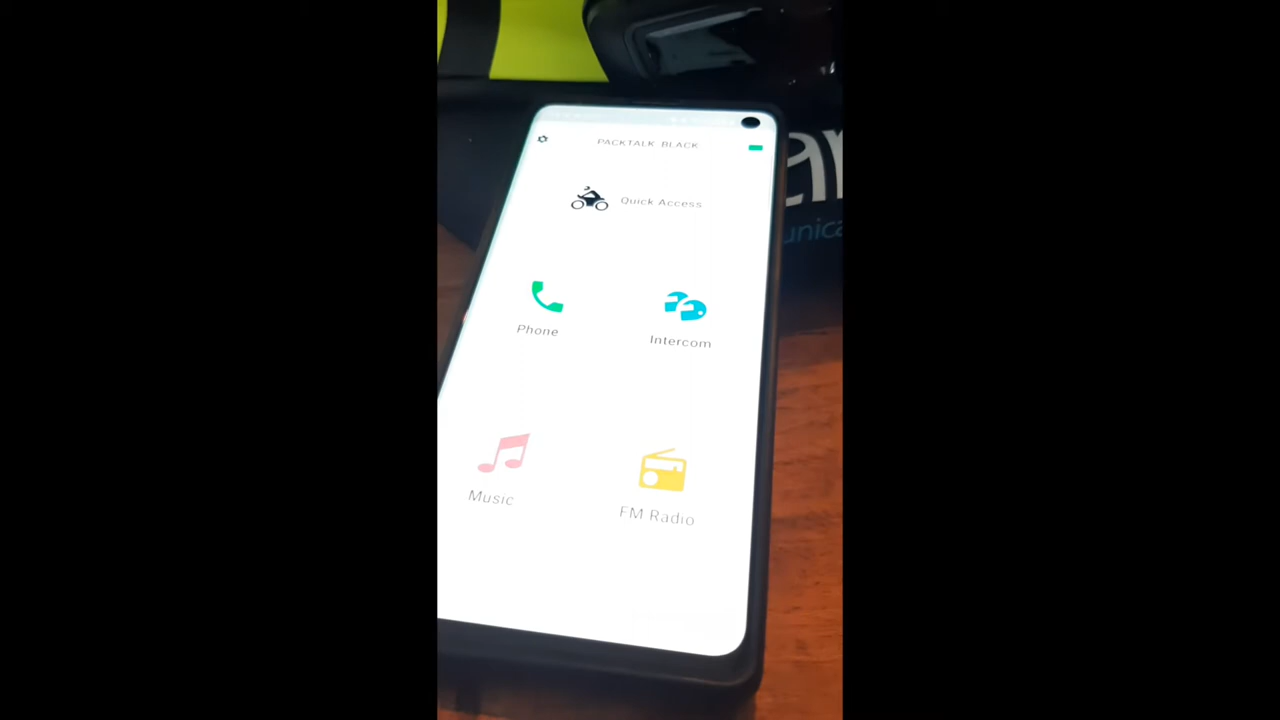 PACKTALK BLACK
Quick Access
Phone
Intercom
Music
FM Radio